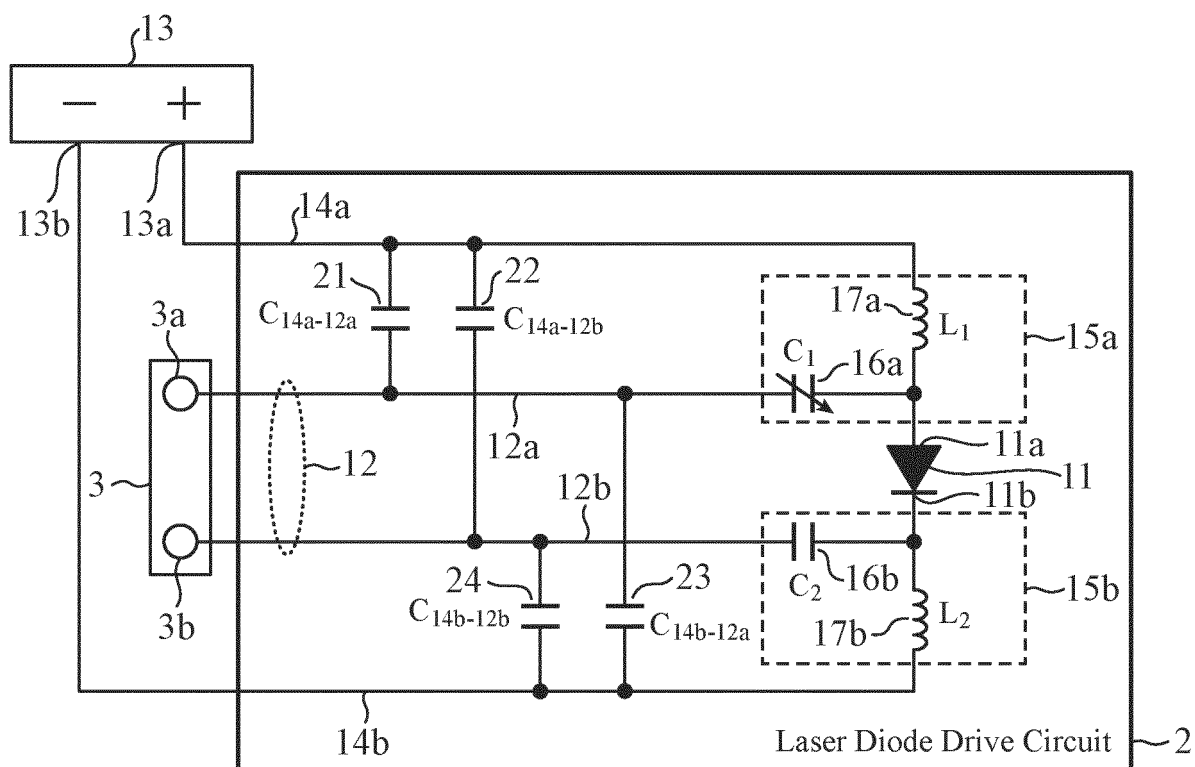 13
− +
13b 13a
14a
21 22
C14a-12a C14a-12b
17a L1
15a
3a
C1 16a
12a
11a
11
11b
3 12
12b
24 23
C2 16b
15b
C14b-12b C14b-12a
17b L2
3b
14b
Laser Diode Drive Circuit 2